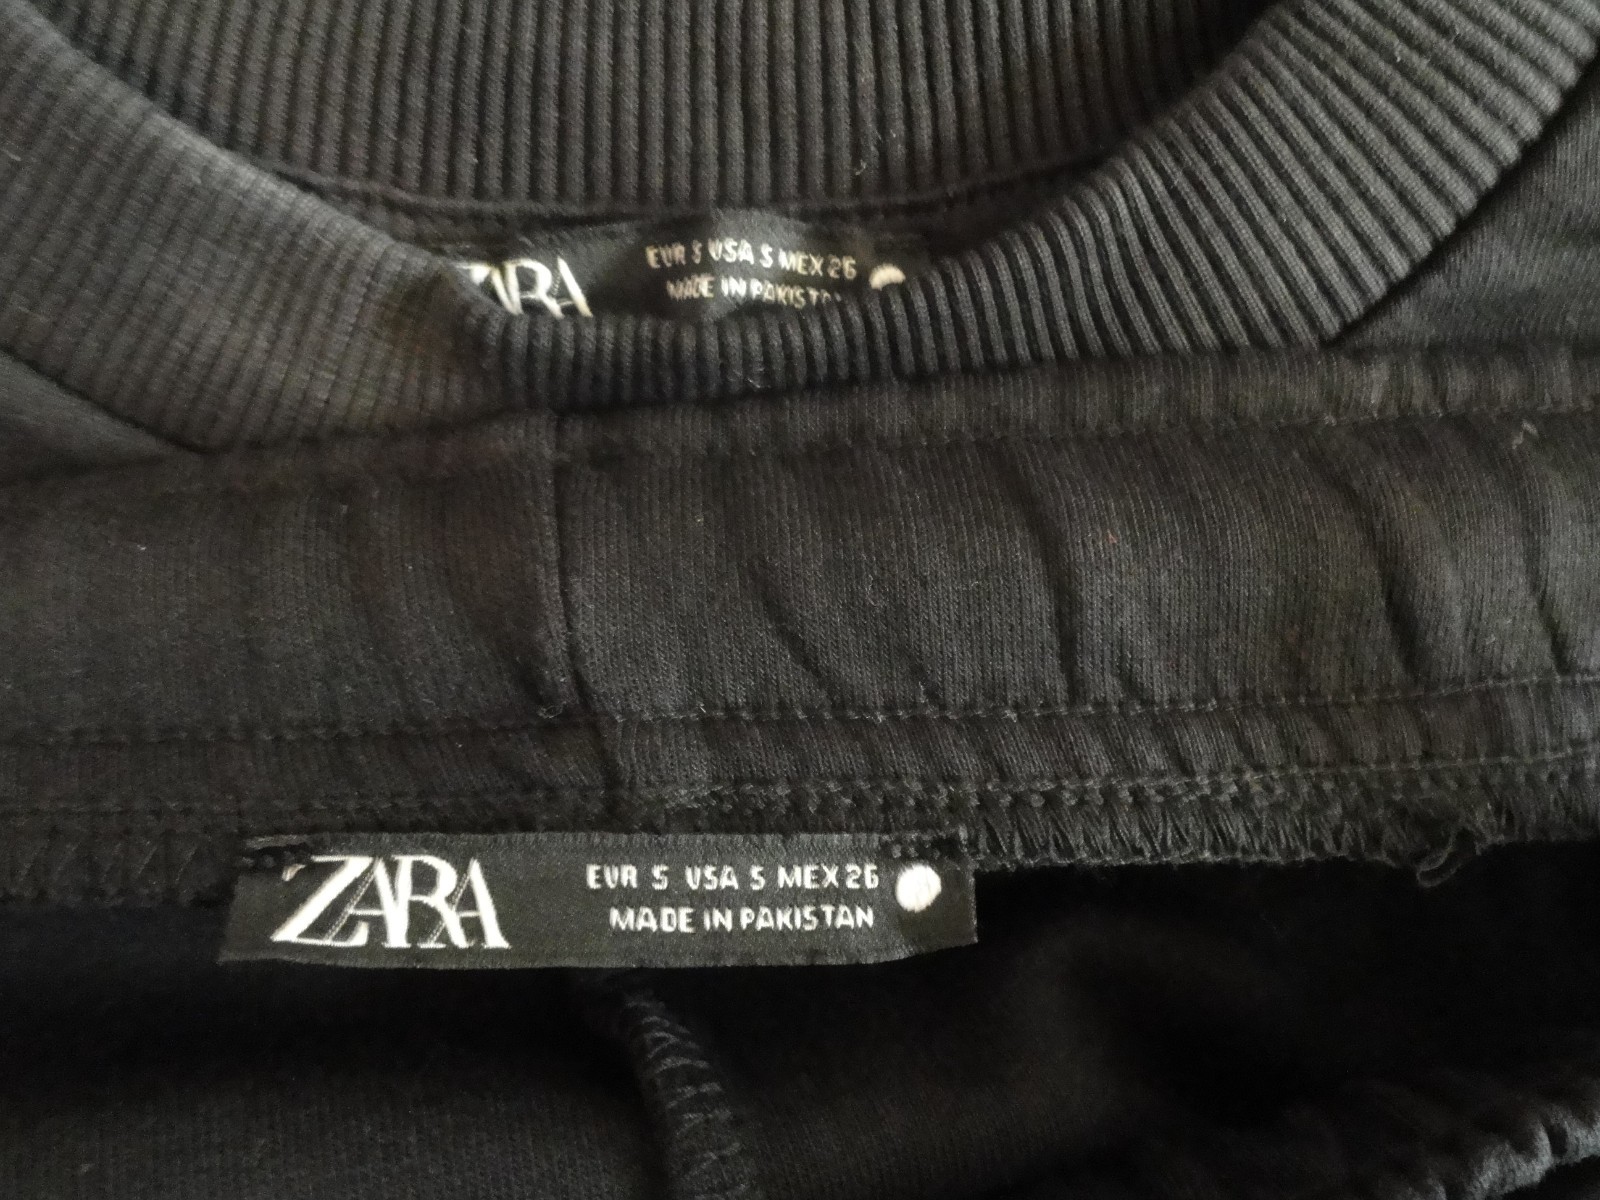 ZARA
EUR S USA S MEX 26
MADE IN PAKISTAN
ZARA
EUR S USA S MEX 26
MADE IN PAKISTAN